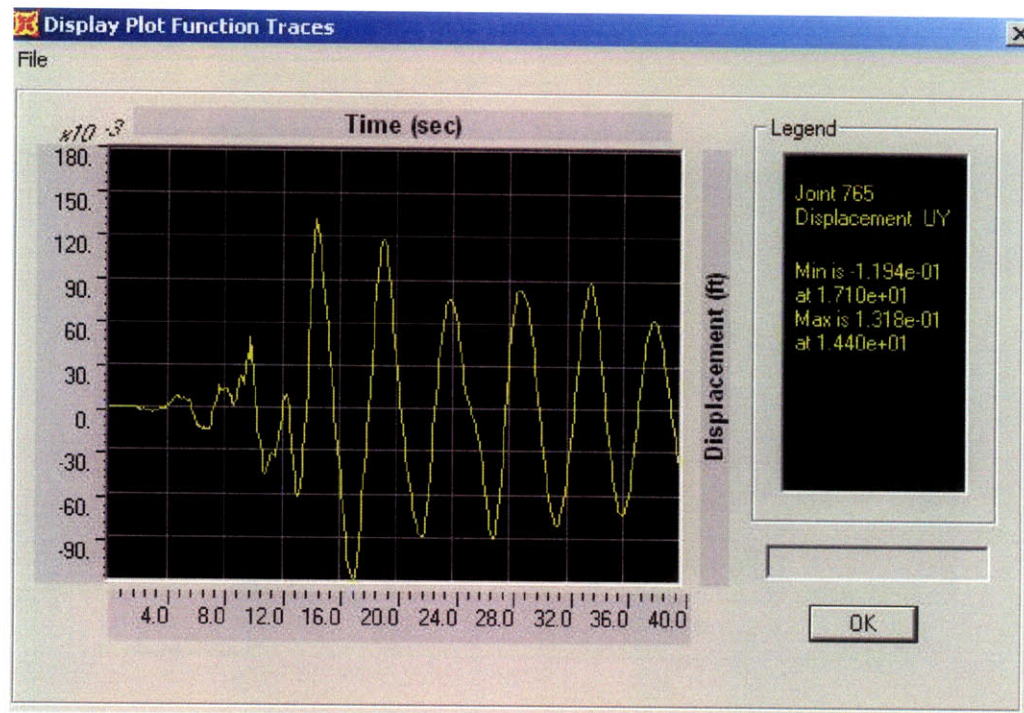 Display Plot Function Traces
File
Time (sec)
x10 -3
180.
150.
120.
90.
60.
30.
0.
-30.
-60.
-90.
4.0 8.0 12.0 16.0 20.0 24.0 28.0 32.0 36.0 40.0
Displacement (ft)
Legend
Joint 765
Displacement UY
Min is -1.194e-01
at 1.710e+01
Max is 1.318e-01
at 1.440e+01
OK